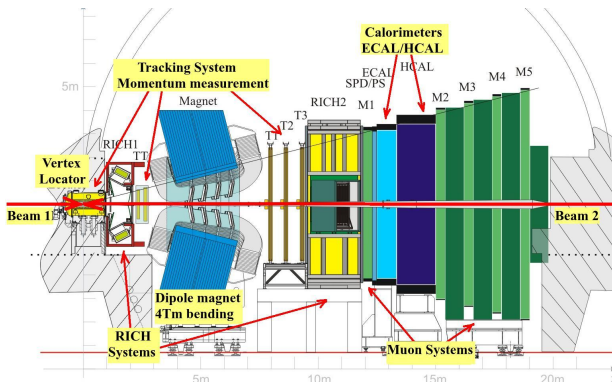 Calorimeters
ECAL/HCAL
Tracking System
Momentum measurement
Magnet
ECAL
HCAL
SPD/PS
M1
M2
M3
M4
M5
RICH2
T1
T2
T3
RICH1
TT
5m
Vertex
Locator
Beam 1
Beam 2
Dipole magnet
4Tm bending
RICH
Systems
Muon Systems
5m
10m
15m
20m